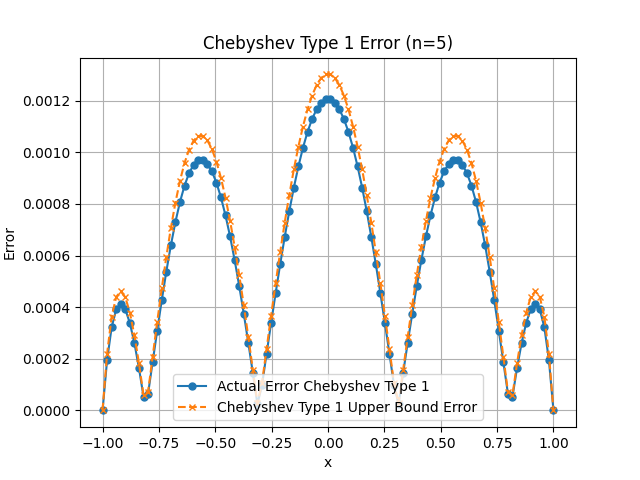 Chebyshev Type 1 Error (n=5)
Error
0.0012
0.0010
0.0008
0.0006
0.0004
0.0002
0.0000
Actual Error Chebyshev Type 1
Chebyshev Type 1 Upper Bound Error
−1.00 −0.75 −0.50 −0.25 0.00 0.25 0.50 0.75 1.00
x